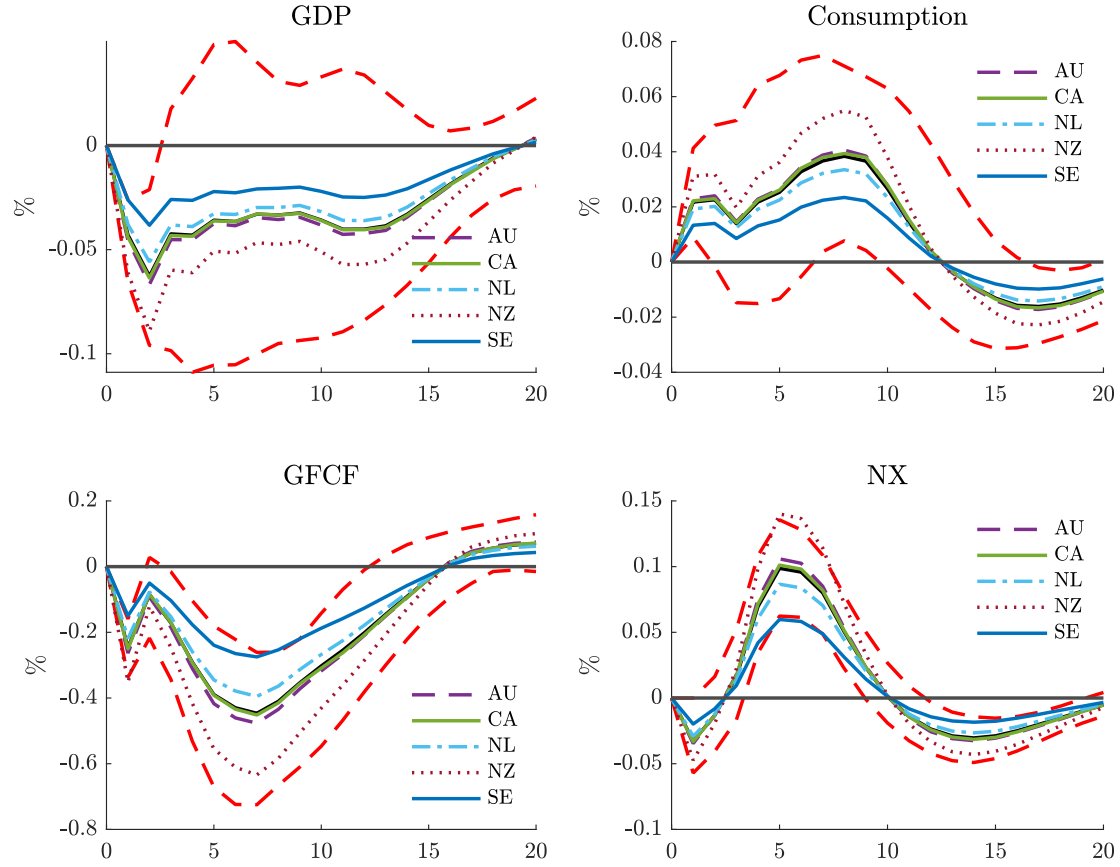 GDP
%
0
-0.05
-0.1
0 5 10 15 20
AU
CA
NL
NZ
SE
Consumption
%
0.08
0.06
0.04
0.02
0
-0.02
-0.04
0 5 10 15 20
AU
CA
NL
NZ
SE
GFCF
%
0.2
0
-0.2
-0.4
-0.6
-0.8
0 5 10 15 20
AU
CA
NL
NZ
SE
NX
%
0.15
0.1
0.05
0
-0.05
-0.1
0 5 10 15 20
AU
CA
NL
NZ
SE